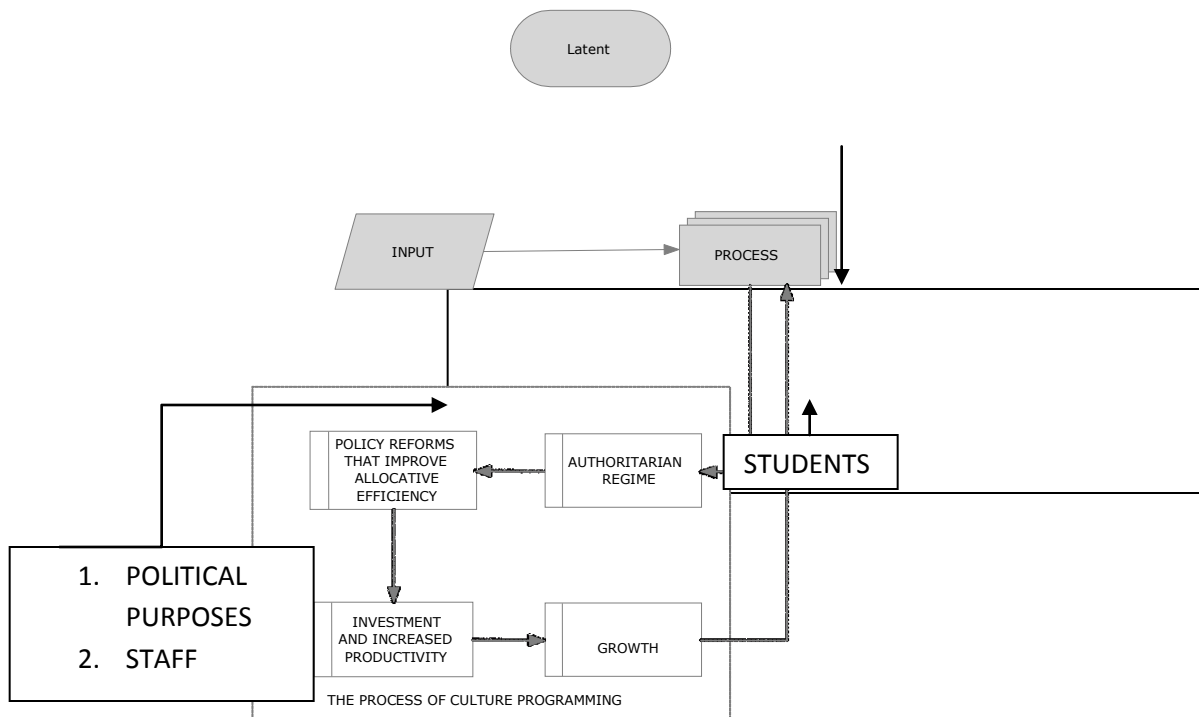 Latent
INPUT
PROCESS
POLICY REFORMS
THAT IMPROVE
ALLOCATIVE
EFFICIENCY
AUTHORITARIAN
REGIME
STUDENTS
1. POLITICAL
PURPOSES
2. STAFF
INVESTMENT
AND INCREASED
PRODUCTIVITY
GROWTH
THE PROCESS OF CULTURE PROGRAMMING